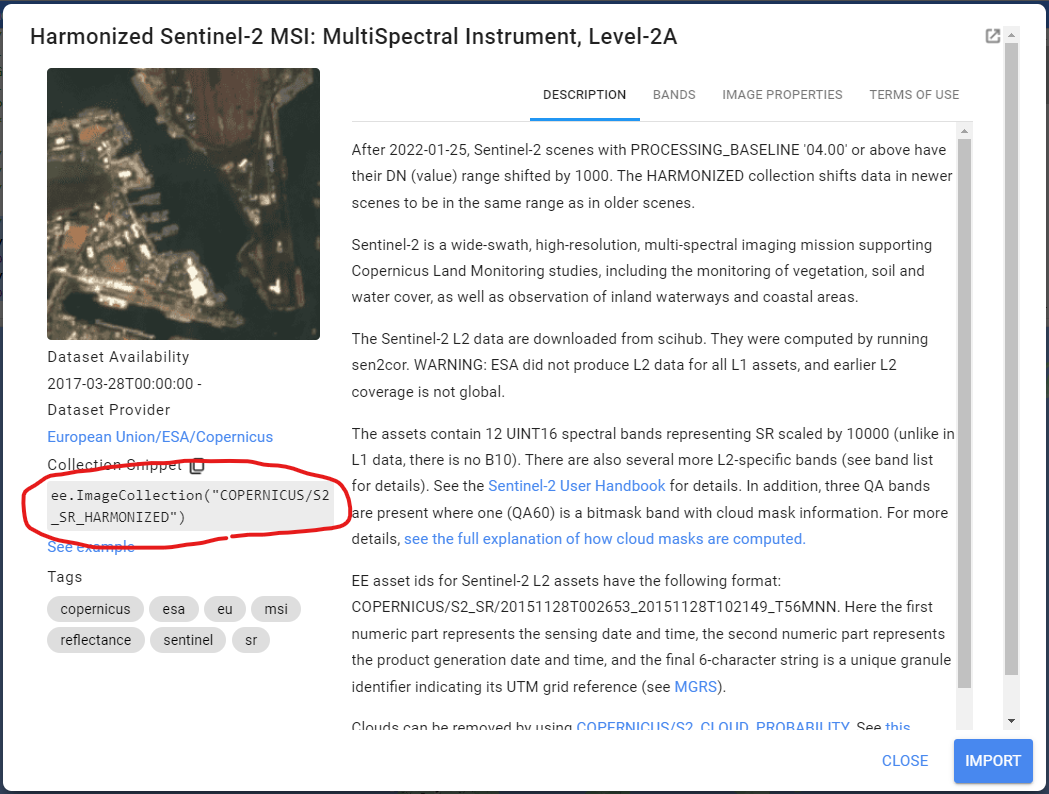 Harmonized Sentinel-2 MSI: MultiSpectral Instrument, Level-2A
Dataset Availability
2017-03-28T00:00:00 -
Dataset Provider
European Union/ESA/Copernicus
Collection Snippet
ee.ImageCollection("COPERNICUS/S2
_SR_HARMONIZED")
See example
Tags
copernicus esa eu msi
reflectance sentinel sr
DESCRIPTION BANDS IMAGE PROPERTIES TERMS OF USE
After 2022-01-25, Sentinel-2 scenes with PROCESSING_BASELINE '04.00' or above have
their DN (value) range shifted by 1000. The HARMONIZED collection shifts data in newer
scenes to be in the same range as in older scenes.
Sentinel-2 is a wide-swath, high-resolution, multi-spectral imaging mission supporting
Copernicus Land Monitoring studies, including the monitoring of vegetation, soil and
water cover, as well as observation of inland waterways and coastal areas.
The Sentinel-2 L2 data are downloaded from scihub. They were computed by running
sen2cor. WARNING: ESA did not produce L2 data for all L1 assets, and earlier L2
coverage is not global.
The assets contain 12 UINT16 spectral bands representing SR scaled by 10000 (unlike in
L1 data, there is no B10). There are also several more L2-specific bands (see band list
for details). See the Sentinel-2 User Handbook for details. In addition, three QA bands
are present where one (QA60) is a bitmask band with cloud mask information. For more
details, see the full explanation of how cloud masks are computed.
EE asset ids for Sentinel-2 L2 assets have the following format:
COPERNICUS/S2_SR/20151128T002653_20151128T102149_T56MNN. Here the first
numeric part represents the sensing date and time, the second numeric part represents
the product generation date and time, and the final 6-character string is a unique granule
identifier indicating its UTM grid reference (see MGRS).
Clouds can be removed by using COPERNICUS/S2_CLOUD_PROBABILITY. See this
CLOSE IMPORT